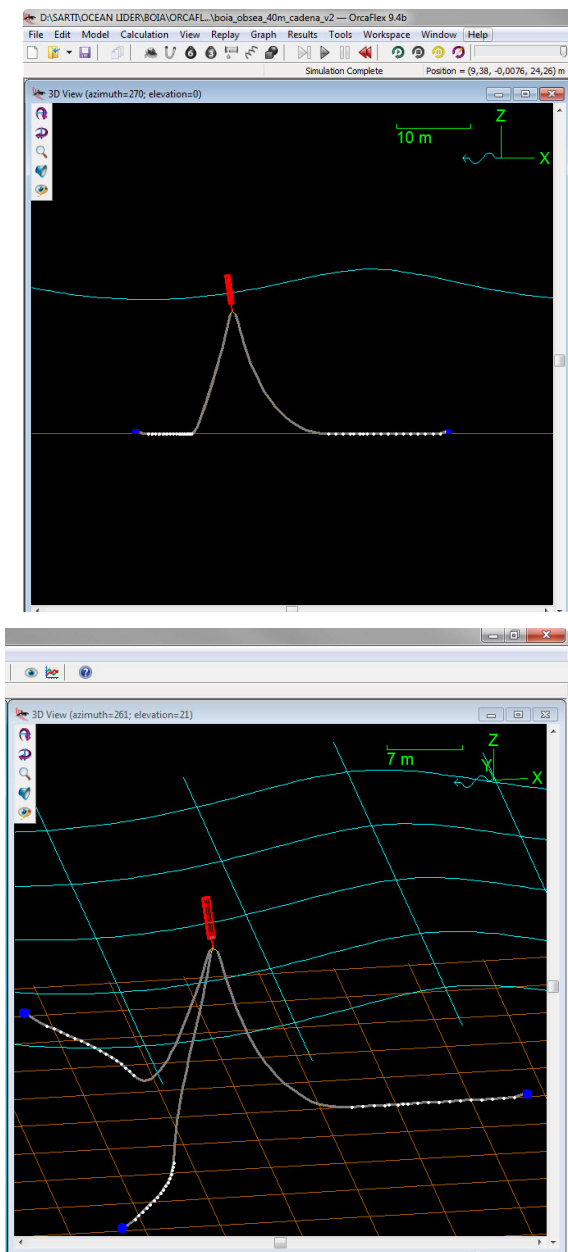 D:\SARTI\OCEAN LIDER\BOIA\ORCAFL...\boia_obsea_40m_cadena_v2 — OrcaFlex 9.4b
File Edit Model Calculation View Replay Graph Results Tools Workspace Window Help
Simulation Complete Position = (9,38, -0,0076, 24,26) m
3D View (azimuth=270; elevation=0)
Z
10 m
X
3D View (azimuth=261; elevation=21)
Z
7 m
Y
X